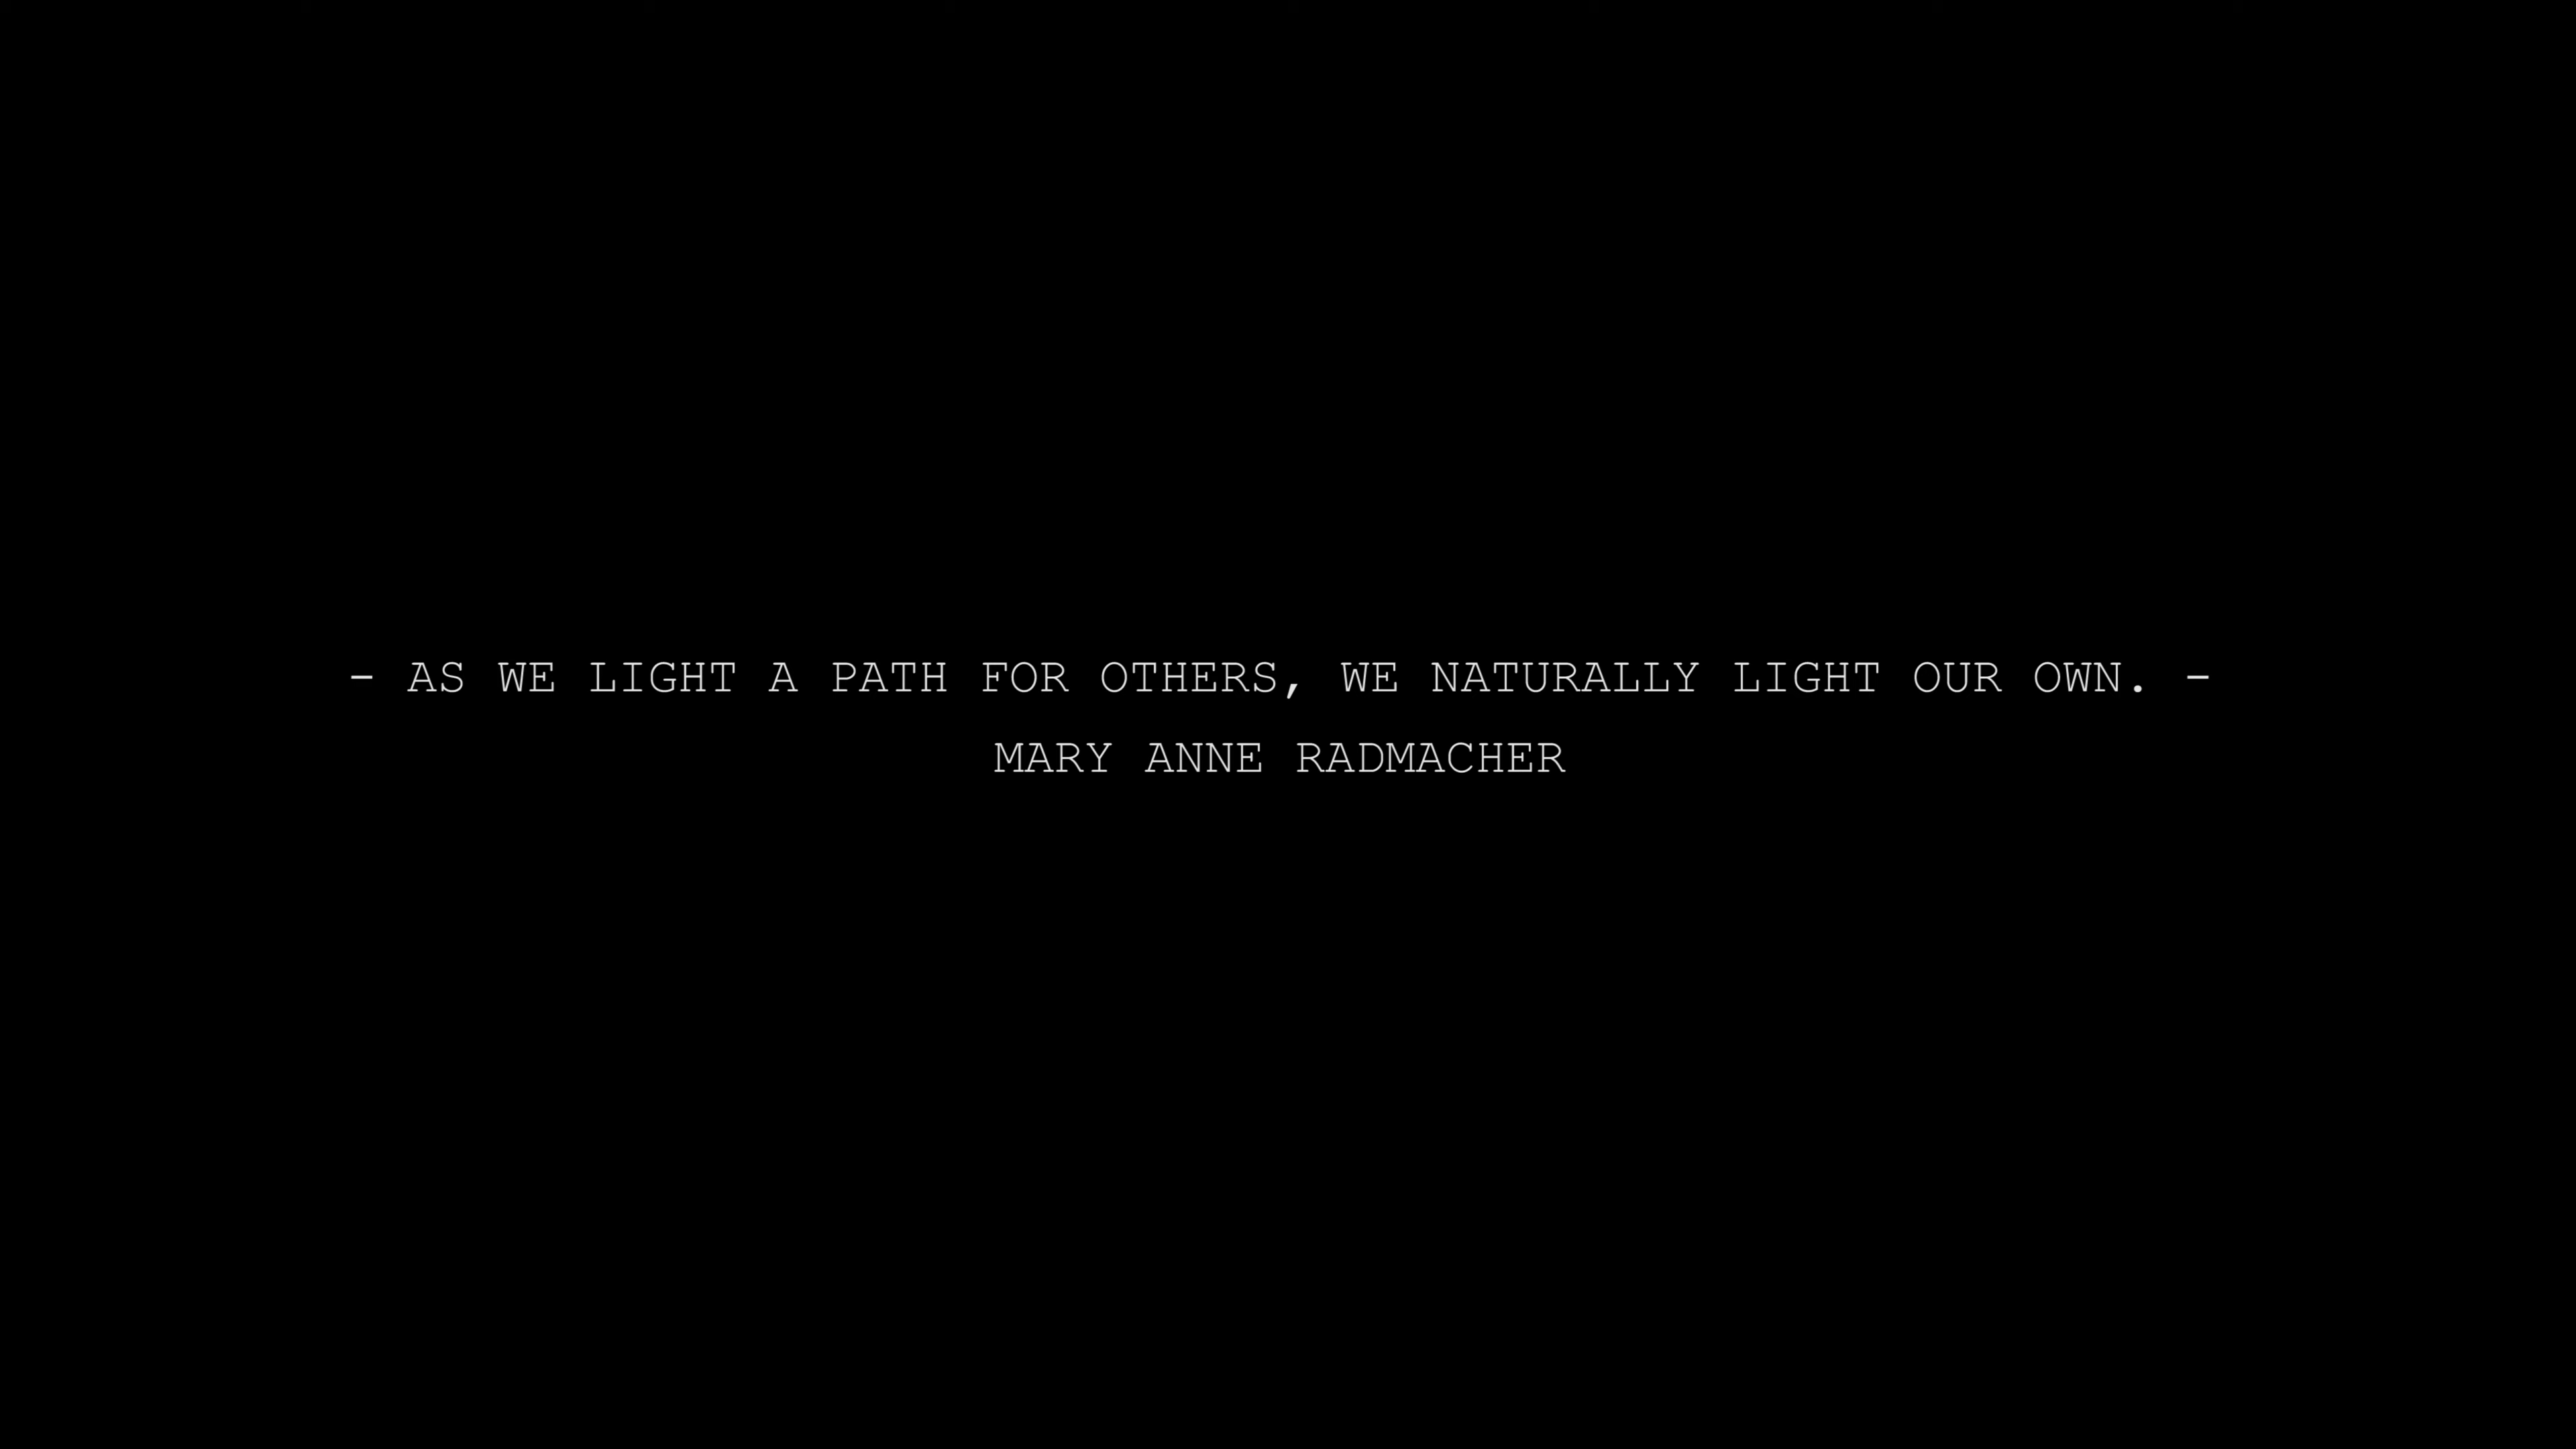 - AS WE LIGHT A PATH FOR OTHERS, WE NATURALLY LIGHT OUR OWN. -
MARY ANNE RADMACHER